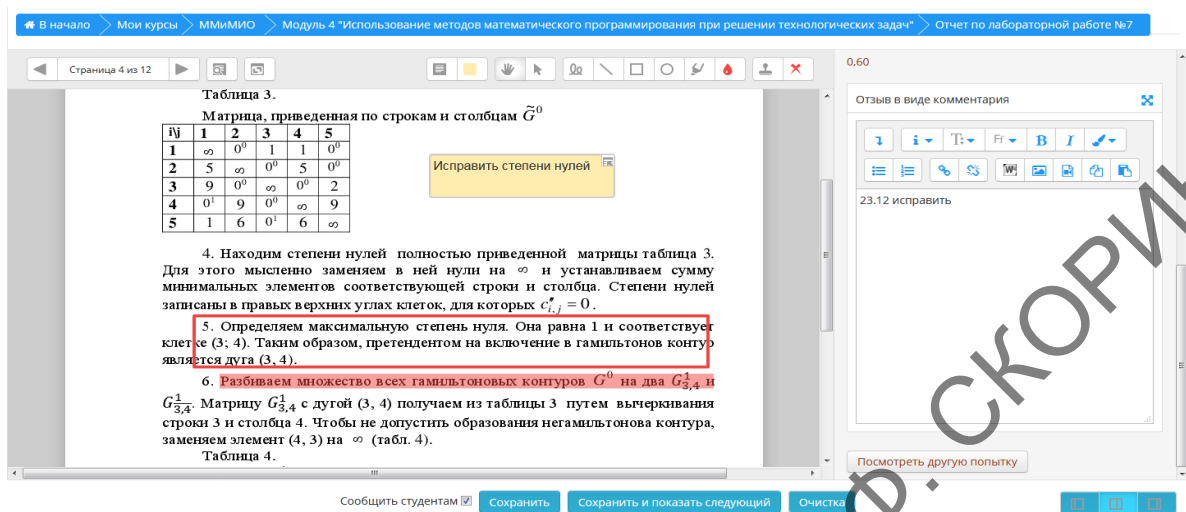 В начало Мои курсы ММиМИО Модуль 4 "Использование методов математического программирования при решении технологических задач" Отчет по лабораторной работе №7
Страница 4 из 12
0,60
Таблица 3.
Матрица, приведенная по строкам и столбцам G̃⁰
i\j 1 2 3 4 5
1 ∞ 0⁰ 1 1 0⁰
2 5 ∞ 0⁰ 5 0⁰
3 9 0⁰ ∞ 0⁰ 2
4 0¹ 9 0⁰ ∞ 9
5 1 6 0¹ 6 ∞
Исправить степени нулей
4. Находим степени нулей полностью приведенной матрицы таблица 3.
Для этого мысленно заменяем в ней нули на ∞ и устанавливаем сумму
минимальных элементов соответствующей строки и столбца. Степени нулей
записаны в правых верхних углах клеток, для которых c″i,j = 0 .
5. Определяем максимальную степень нуля. Она равна 1 и соответствует
клетке (3; 4). Таким образом, претендентом на включение в гамильтонов контур
является дуга (3, 4).
6. Разбиваем множество всех гамильтоновых контуров G⁰ на два G¹3,4 и
G¹3,4. Матрицу G¹3,4 с дугой (3, 4) получаем из таблицы 3 путем вычеркивания
строки 3 и столбца 4. Чтобы не допустить образования негамильтонова контура,
заменяем элемент (4, 3) на ∞ (табл. 4).
Таблица 4.
Отзыв в виде комментария
23.12 исправить
Посмотреть другую попытку
Сообщить студентам Сохранить Сохранить и показать следующий Очистка
Ф. СКОРИ